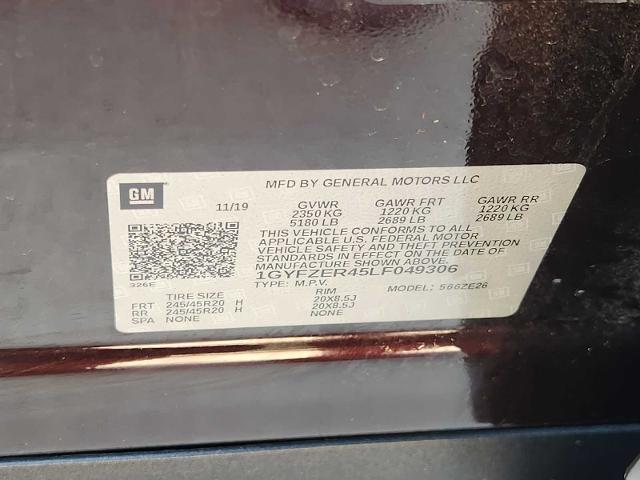 GM
MFD BY GENERAL MOTORS LLC
11/19 GVWR GAWR FRT GAWR RR
2350 KG 1220 KG 1220 KG
5180 LB 2689 LB 2689 LB
THIS VEHICLE CONFORMS TO ALL
APPLICABLE U.S. FEDERAL MOTOR
VEHICLE SAFETY AND THEFT PREVENTION
STANDARDS IN EFFECT ON THE DATE OF
MANUFACTURE SHOWN ABOVE.
1GYFZER45LF049306
326E TYPE: M.P.V. MODEL: 566ZE26
TIRE SIZE RIM
FRT 245/45R20 H 20X8.5J
RR 245/45R20 H 20X8.5J
SPA NONE NONE